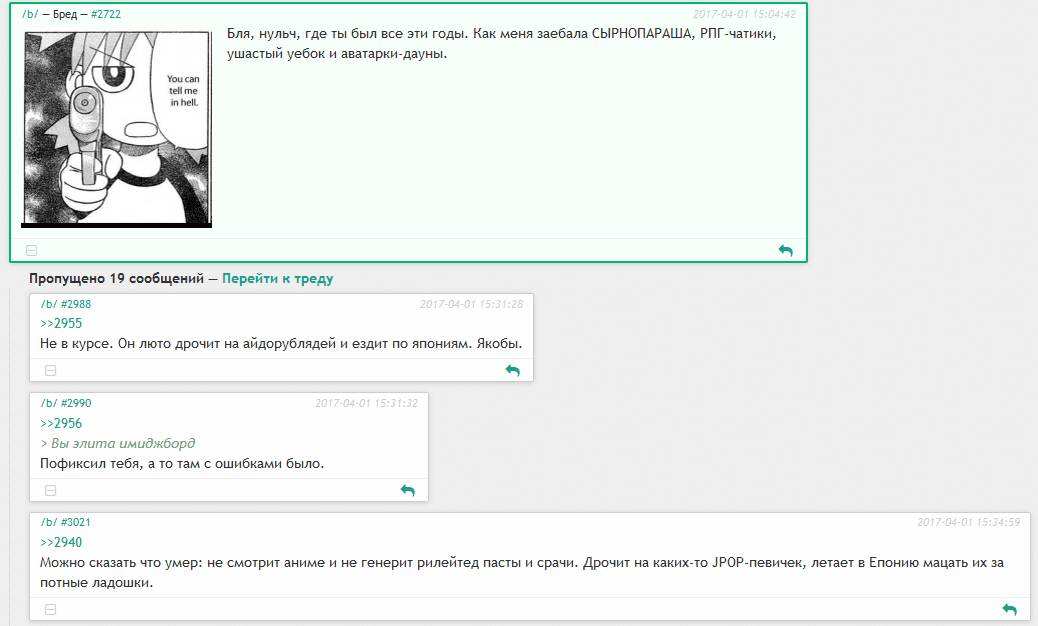 /b/ — Бред — #2722 2017-04-01 15:04:42
Бля, нульч, где ты был все эти годы. Как меня заебала СЫРНОПАРАША, РПГ-чатики,
ушастый уебок и аватарки-дауны.
You can
tell me
in hell.
Пропущено 19 сообщений — Перейти к треду
/b/ #2988 2017-04-01 15:31:28
>>2955
Не в курсе. Он люто дрочит на айдорублядей и ездит по япониям. Якобы.
/b/ #2990 2017-04-01 15:31:32
>>2956
> Вы элита имиджборд
Пофиксил тебя, а то там с ошибками было.
/b/ #3021 2017-04-01 15:34:59
>>2940
Можно сказать что умер: не смотрит аниме и не генерит рилейтед пасты и срачи. Дрочит на каких-то JPOP-певичек, летает в Епонию мацать их за
потные ладошки.